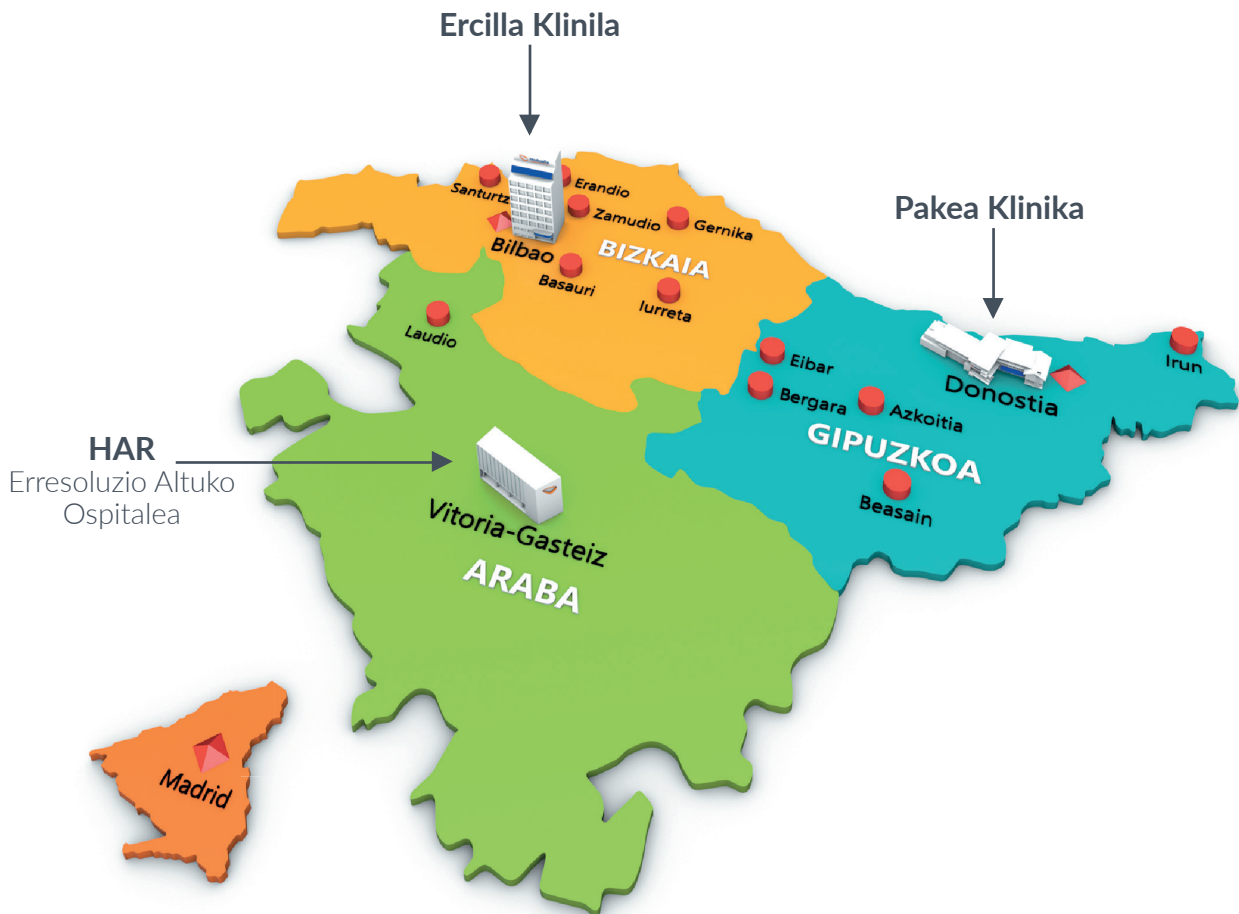 Ercilla Klinila
Pakea Klinika
HAR
Erresoluzio Altuko
Ospitalea
Santurtzi
Erandio
Zamudio
Gernika
Bilbao
BIZKAIA
Basauri
Iurreta
Laudio
Eibar
Bergara
Azkoitia
Donostia
Irun
GIPUZKOA
Beasain
Vitoria-Gasteiz
ARABA
Madrid